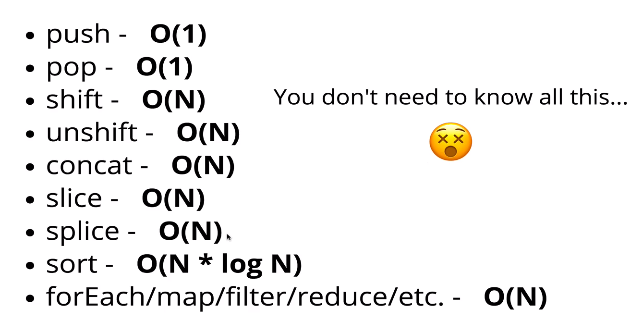 push - O(1)
pop - O(1)
shift - O(N)
You don't need to know all this...
unshift - O(N)
concat - O(N)
slice - O(N)
splice - O(N)
sort - O(N * log N)
forEach/map/filter/reduce/etc. - O(N)